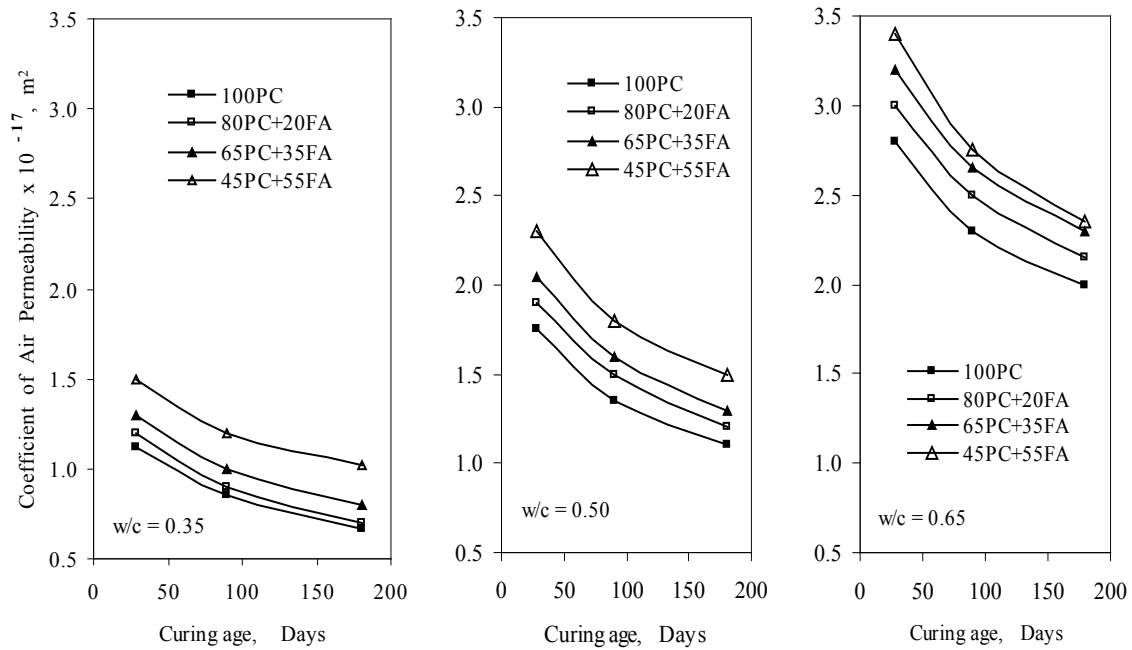 Coefficient of Air Permeability x 10 -17, m²
3.5
3.0
2.5
2.0
1.5
1.0
0.5
100PC
80PC+20FA
65PC+35FA
45PC+55FA
w/c = 0.35
0 50 100 150 200
Curing age, Days
3.5
3.0
2.5
2.0
1.5
1.0
0.5
100PC
80PC+20FA
65PC+35FA
45PC+55FA
w/c = 0.50
0 50 100 150 200
Curing age, Days
3.5
3.0
2.5
2.0
1.5
1.0
0.5
100PC
80PC+20FA
65PC+35FA
45PC+55FA
w/c = 0.65
0 50 100 150 200
Curing age, Days